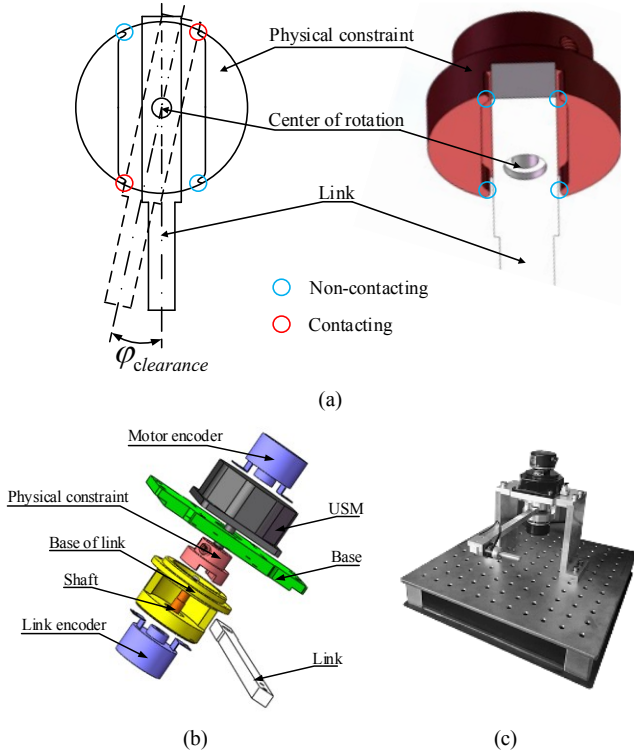 Physical constraint
Center of rotation
Link
Non-contacting
Contacting
φclearance
(a)
Motor encoder
Physical constraint
USM
Base of link
Base
Shaft
Link encoder
Link
(b)
(c)